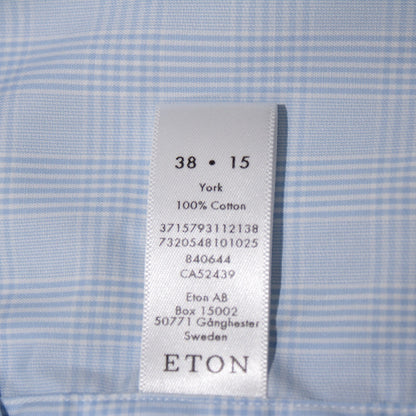 38 • 15
York
100% Cotton
3715793112138
7320548101025
840644
CA52439
Eton AB
Box 15002
50771 Gånghester
Sweden
ETON